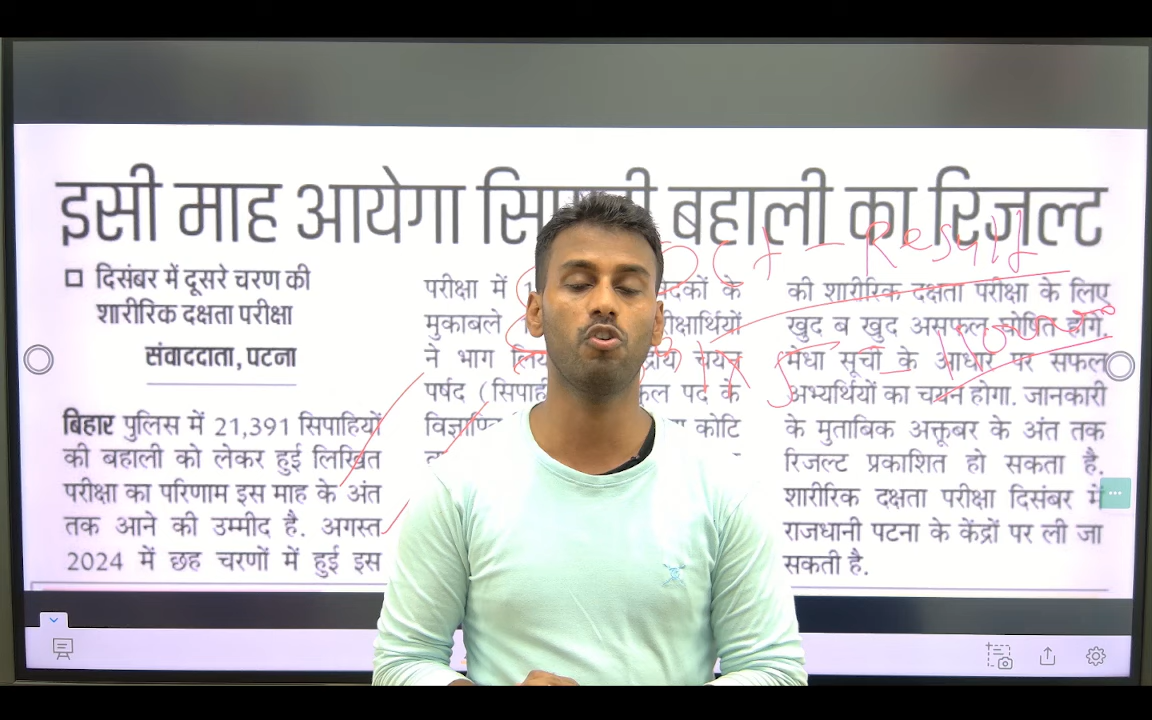 इसी माह आयेगा बहाली का रिजल्ट
दिसंबर में दूसरे चरण की
शारीरिक दक्षता परीक्षा
संवाददाता, पटना
बिहार पुलिस में 21,391 सिपाहियों
की बहाली को लेकर हुई लिखित
परीक्षा का परिणाम इस माह के अंत
तक आने की उम्मीद है. अगस्त
2024 में छह चरणों में हुई इस
परीक्षा में के
मुकाबले
ने भाग चयन
पर्षद पद के
कोटि
की शारीरिक दक्षता परीक्षा के लिए
खुद ब खुद असफल घोषित होंगे.
मेधा सूची के आधार पर सफल
अभ्यर्थियों का चयन होगा. जानकारी
के मुताबिक अक्तूबर के अंत तक
रिजल्ट प्रकाशित हो सकता है.
शारीरिक दक्षता परीक्षा दिसंबर में
राजधानी पटना के केंद्रों पर ली जा
सकती है.
Oct - Result